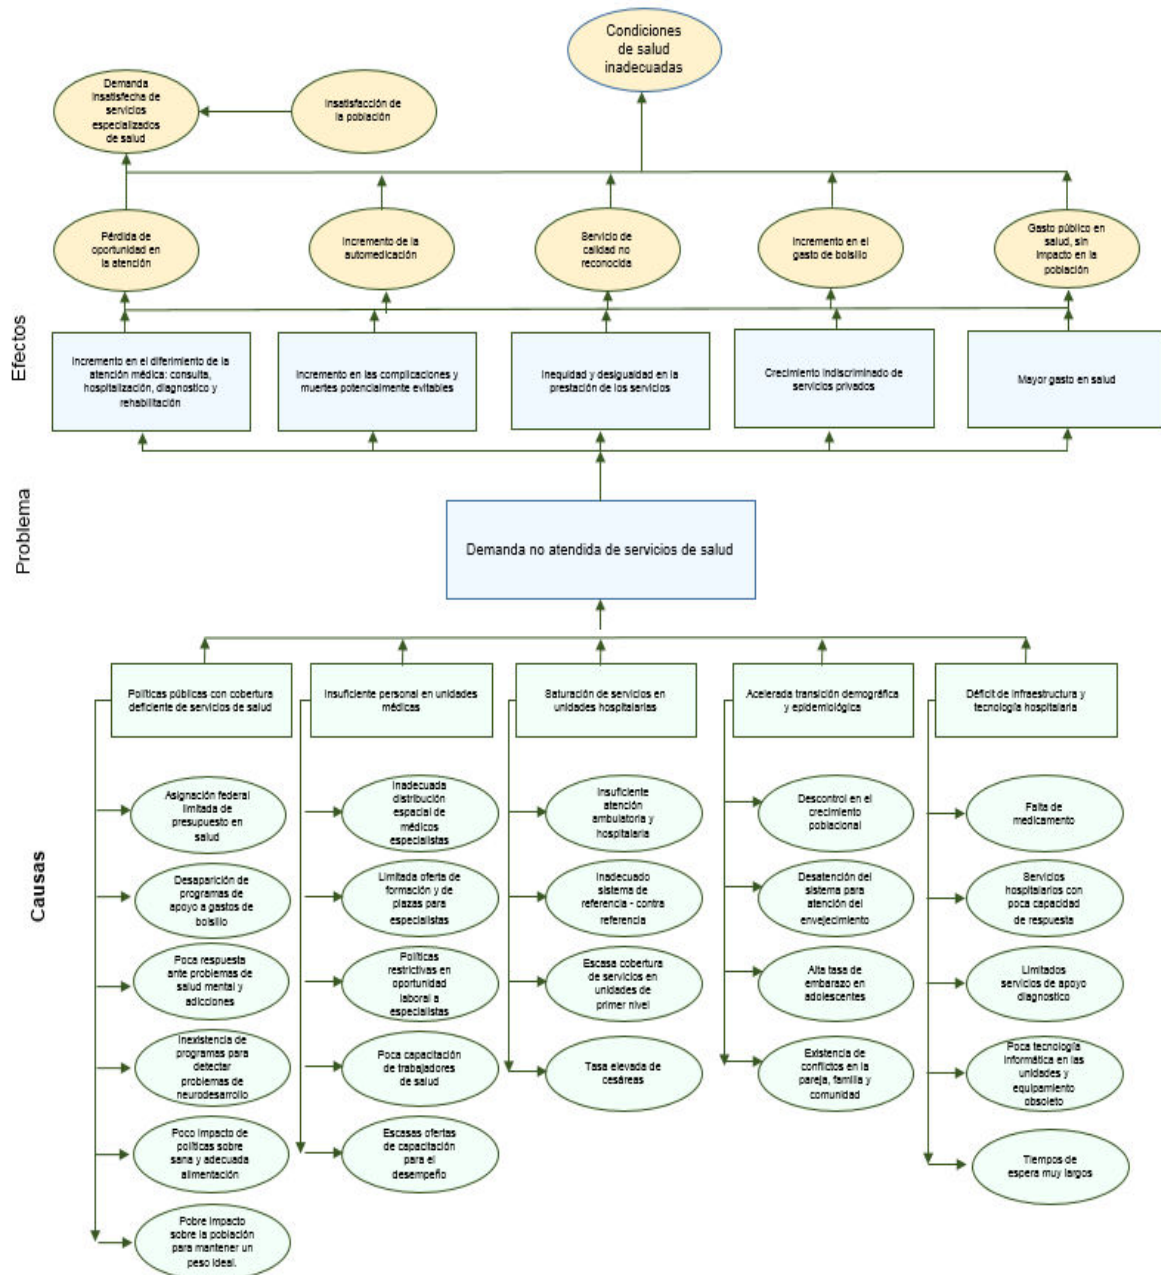 Condiciones
de salud
inadecuadas
Demanda
insatisfecha de
servicios
especializados
de salud
Insatisfacción de
la población
Pérdida de
oportunidad en
la atención
Incremento de la
automedicación
Servicio de
calidad no
reconocida
Incremento en el
gasto de bolsillo
Gasto público en
salud, sin
impacto en la
población
Efectos
Incremento en el diferimiento de la
atención médica: consulta,
hospitalización, diagnostico y
rehabilitación
Incremento en las complicaciones y
muertes potencialmente evitables
Inequidad y desigualdad en la
prestación de los servicios
Crecimiento indiscriminado de
servicios privados
Mayor gasto en salud
Problema
Demanda no atendida de servicios de salud
Causas
Políticas públicas con cobertura
deficiente de servicios de salud
Insuficiente personal en unidades
médicas
Saturación de servicios en
unidades hospitalarias
Acelerada transición demográfica
y epidemiológica
Déficit de infraestructura y
tecnología hospitalaria
Asignación federal
limitada de
presupuesto en
salud
Desaparición de
programas de
apoyo a gastos de
bolsillo
Poca respuesta
ante problemas de
salud mental y
adicciones
Inexistencia de
programas para
detectar
problemas de
neurodesarrollo
Poco impacto de
políticas sobre
sana y adecuada
alimentación
Pobre impacto
sobre la población
para mantener un
peso ideal.
Inadecuada
distribución
espacial de
médicos
especialistas
Limitada oferta de
formación y de
plazas para
especialistas
Políticas
restrictivas en
oportunidad
laboral a
especialistas
Poca capacitación
de trabajadores
de salud
Escasas ofertas
de capacitación
para el
desempeño
Insuficiente
atención
ambulatoria y
hospitalaria
Inadecuado
sistema de
referencia - contra
referencia
Escasa cobertura
de servicios en
unidades de
primer nivel
Tasa elevada de
cesáreas
Descontrol en el
crecimiento
poblacional
Desatención del
sistema para
atención del
envejecimiento
Alta tasa de
embarazo en
adolescentes
Existencia de
conflictos en la
pareja, familia y
comunidad
Falta de
medicamento
Servicios
hospitalarios con
poca capacidad
de respuesta
Limitados
servicios de apoyo
diagnostico
Poca tecnología
informática en las
unidades y
equipamiento
obsoleto
Tiempos de
espera muy largos